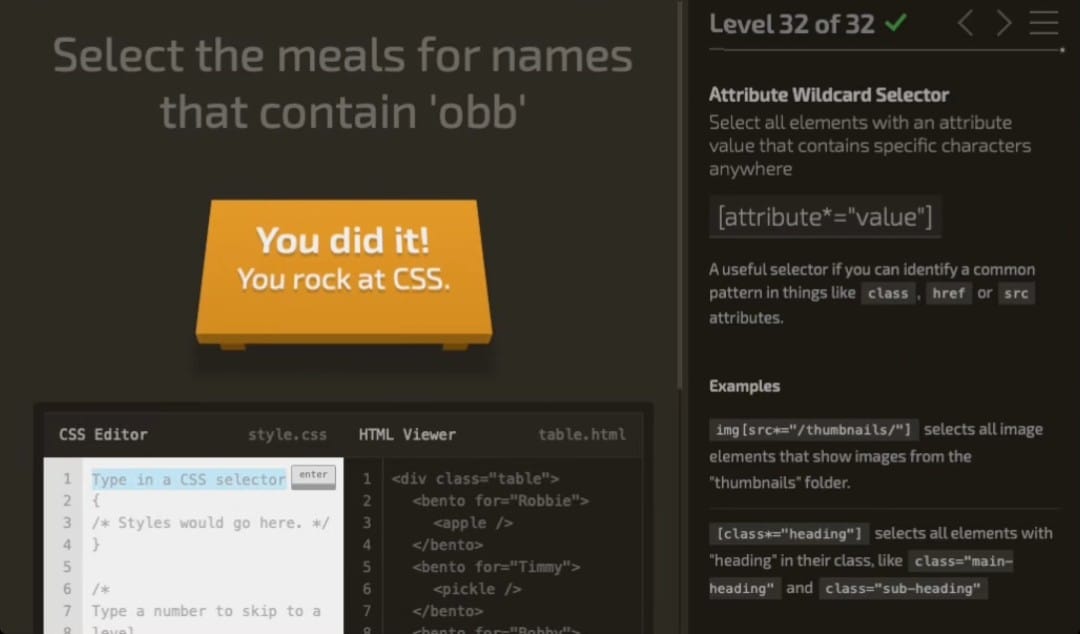 Select the meals for names
that contain 'obb'
You did it!
You rock at CSS.
CSS Editor style.css HTML Viewer table.html
1 Type in a CSS selector enter
2 {
3 /* Styles would go here. */
4 }
5
6 /*
7 Type a number to skip to a
8 level
1 <div class="table">
2 <bento for="Robbie">
3 <apple />
4 </bento>
5 <bento for="Timmy">
6 <pickle />
7 </bento>
8 <bento for="Bobby">
Level 32 of 32
Attribute Wildcard Selector
Select all elements with an attribute
value that contains specific characters
anywhere
[attribute*="value"]
A useful selector if you can identify a common
pattern in things like class , href or src
attributes.
Examples
img[src*="/thumbnails/"] selects all image
elements that show images from the
"thumbnails" folder.
[class*="heading"] selects all elements with
"heading" in their class, like class="main-
heading" and class="sub-heading"